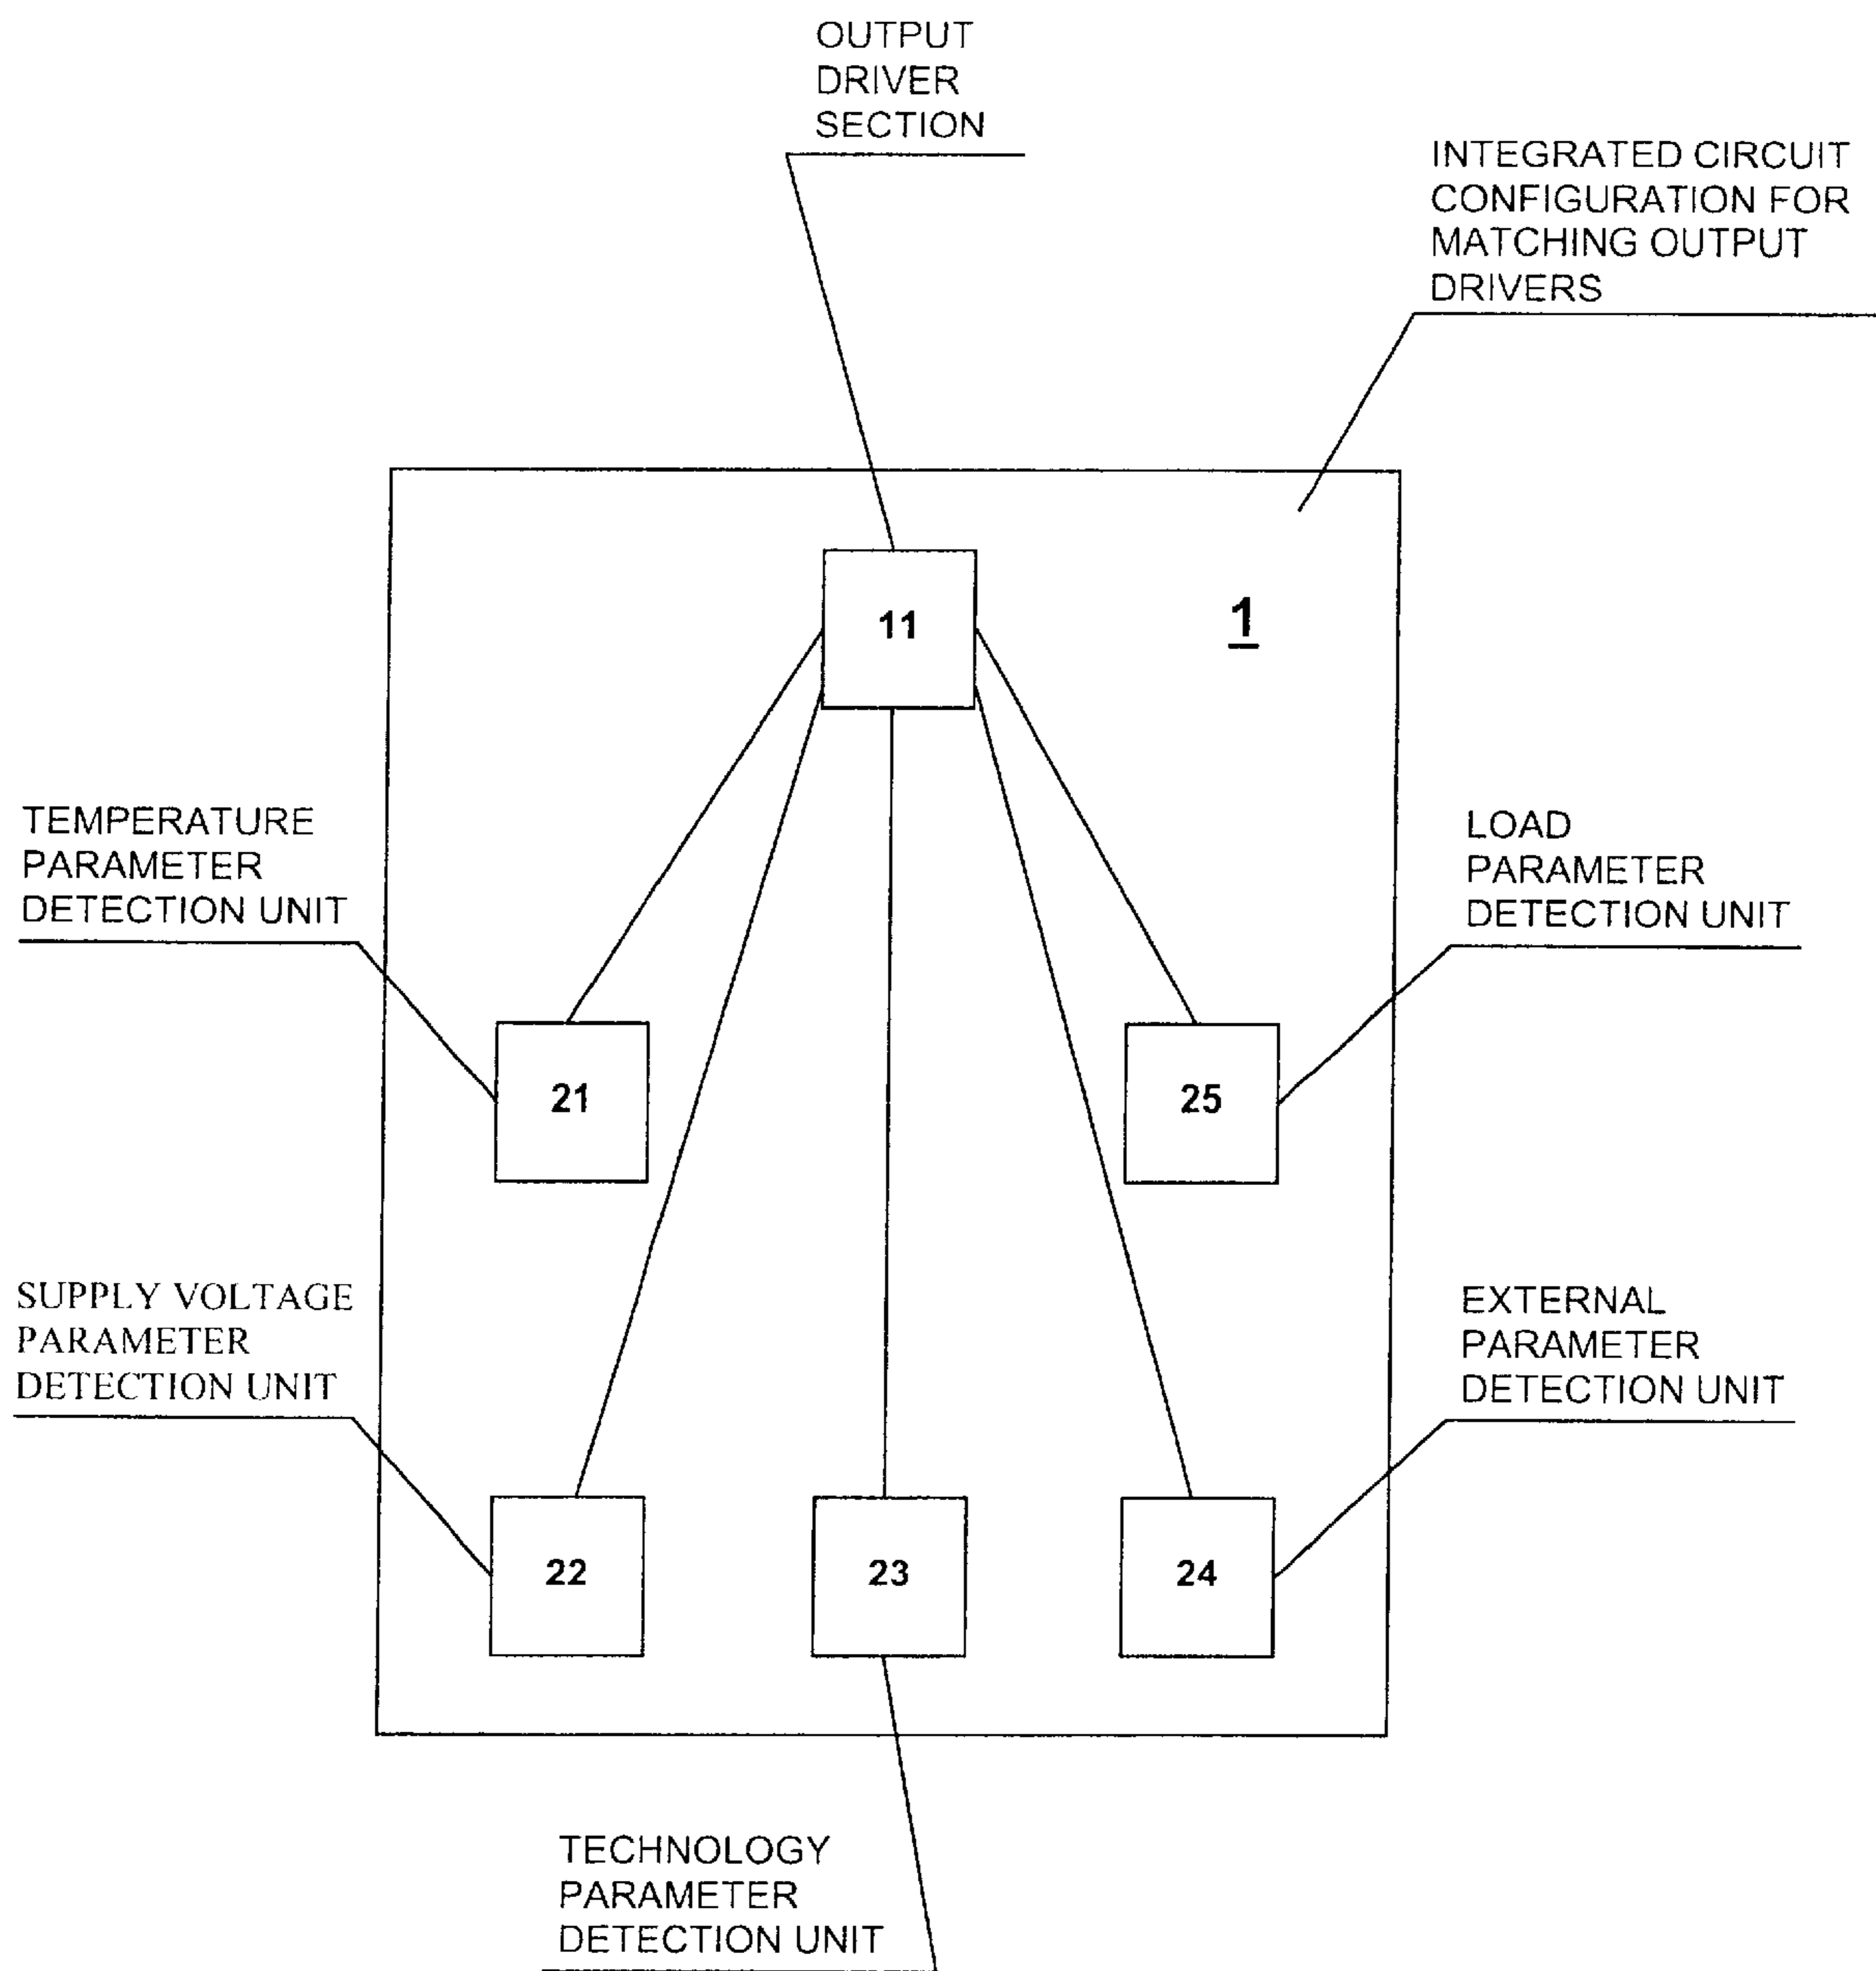 OUTPUT
DRIVER
SECTION
INTEGRATED CIRCUIT
CONFIGURATION FOR
MATCHING OUTPUT
DRIVERS
11
1
TEMPERATURE
PARAMETER
DETECTION UNIT
LOAD
PARAMETER
DETECTION UNIT
21
25
SUPPLY VOLTAGE
PARAMETER
DETECTION UNIT
EXTERNAL
PARAMETER
DETECTION UNIT
22
23
24
TECHNOLOGY
PARAMETER
DETECTION UNIT